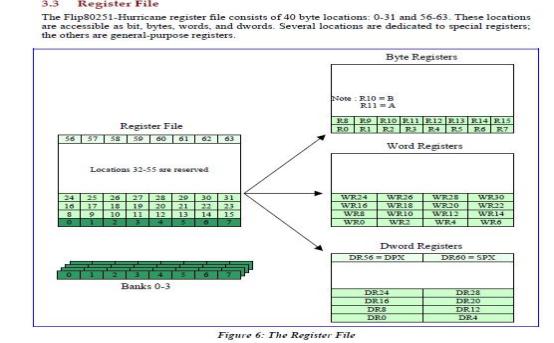 3.3 Register File
The Flip80251-Hurricane register file consists of 40 byte locations: 0-31 and 56-63. These locations
are accessible as bit, bytes, words, and dwords. Several locations are dedicated to special registers;
the others are general-purpose registers.
Byte Registers
Note : R10 = B
R11 = A
R8 R9 R10 R11 R12 R13 R14 R15
R0 R1 R2 R3 R4 R5 R6 R7
Register File
56 57 58 59 60 61 62 63
Locations 32-55 are reserved
24 25 26 27 28 29 30 31
16 17 18 19 20 21 22 23
8 9 10 11 12 13 14 15
0 1 2 3 4 5 6 7
Word Registers
WR24 WR26 WR28 WR30
WR16 WR18 WR20 WR22
WR8 WR10 WR12 WR14
WR0 WR2 WR4 WR6
0 1 2 3 4 5 6 7
Banks 0-3
Dword Registers
DR56 = DPX DR60 = SPX
DR24 DR28
DR16 DR20
DR8 DR12
DR0 DR4
Figure 6: The Register File